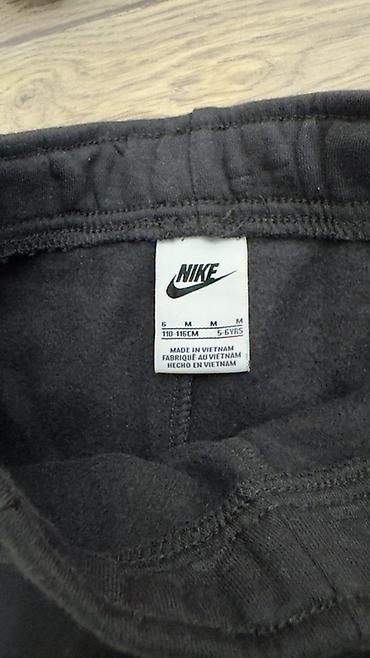 NIKE
6 M M M
110-116CM 5-6YRS
MADE IN VIETNAM
FABRIQUÉ AU VIETNAM
HECHO EN VIETNAM